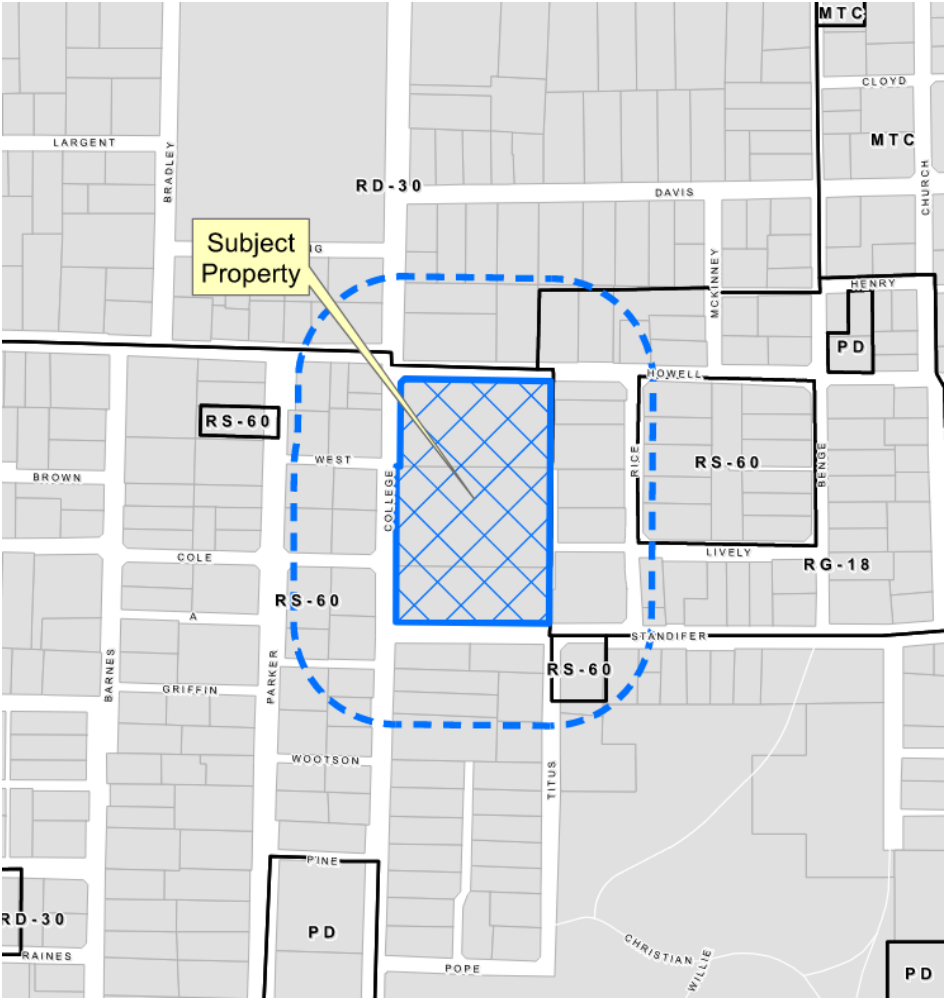 MTC
CLOYD
MTC
LARGENT
BRADLEY
CHURCH
RD-30
DAVIS
Subject
Property
NG
MCKINNEY
HENRY
PD
HOWELL
RS-60
WEST
RICE
RS-60
BENGE
BROWN
COLLEGE
LIVELY
COLE
RG-18
RS-60
A
STANDIFER
BARNES
PARKER
RS-60
GRIFFIN
WOOTSON
TITUS
PINE
RD-30
PD
CHRISTIAN
RAINES
POPE
WILLIE
PD